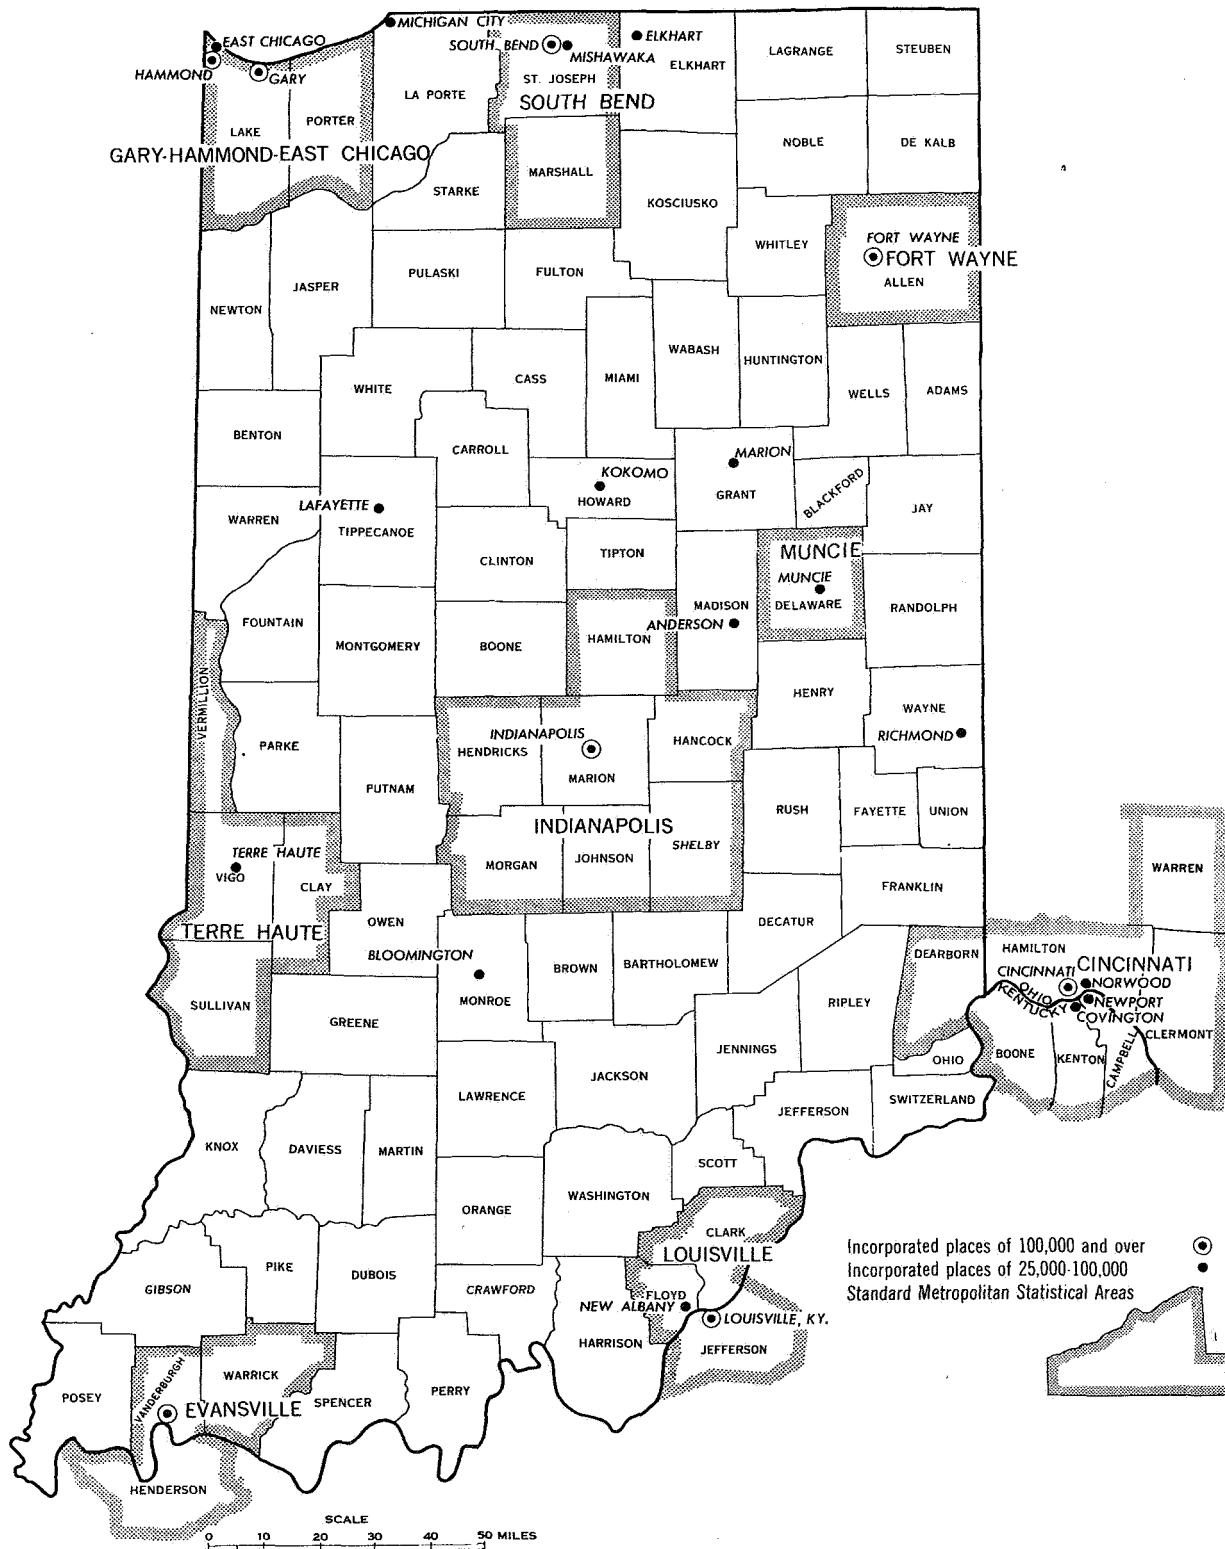 MICHIGAN CITY
EAST CHICAGO
SOUTH BEND
ELKHART
HAMMOND
GARY
MISHAWAKA
ELKHART
LAGRANGE
STEUBEN
ST. JOSEPH
LA PORTE
SOUTH BEND
LAKE
PORTER
GARY-HAMMOND-EAST CHICAGO
NOBLE
DE KALB
MARSHALL
STARKE
KOSCIUSKO
FORT WAYNE
WHITLEY
FORT WAYNE
ALLEN
PULASKI
FULTON
JASPER
NEWTON
WABASH
HUNTINGTON
WHITE
CASS
MIAMI
WELLS
ADAMS
BENTON
CARROLL
MARION
KOKOMO
GRANT
BLACKFORD
HOWARD
LAFAYETTE
JAY
WARREN
TIPPECANOE
MUNCIE
TIPTON
CLINTON
MUNCIE
DELAWARE
MADISON
RANDOLPH
FOUNTAIN
ANDERSON
HAMILTON
MONTGOMERY
BOONE
HENRY
VERMILLION
WAYNE
RICHMOND
INDIANAPOLIS
HANCOCK
PARKE
HENDRICKS
MARION
PUTNAM
RUSH
FAYETTE
UNION
INDIANAPOLIS
SHELBY
TERRE HAUTE
MORGAN
JOHNSON
WARREN
VIGO
CLAY
FRANKLIN
OWEN
DECATUR
TERRE HAUTE
BLOOMINGTON
DEARBORN
HAMILTON
BROWN
BARTHOLOMEW
CINCINNATI
CINCINNATI
NORWOOD
OHIO
KENTUCKY
NEWPORT
COVINGTON
MONROE
SULLIVAN
GREENE
RIPLEY
CLERMONT
JENNINGS
OHIO
BOONE
KENTON
CAMPBELL
JACKSON
LAWRENCE
SWITZERLAND
JEFFERSON
KNOX
DAVIESS
MARTIN
SCOTT
WASHINGTON
ORANGE
CLARK
LOUISVILLE
Incorporated places of 100,000 and over
PIKE
DUBOIS
Incorporated places of 25,000-100,000
GIBSON
CRAWFORD
FLOYD
Standard Metropolitan Statistical Areas
NEW ALBANY
LOUISVILLE, KY.
HARRISON
JEFFERSON
WARRICK
VANDERBURGH
PERRY
POSEY
SPENCER
EVANSVILLE
HENDERSON
SCALE
0 10 20 30 40 50 MILES